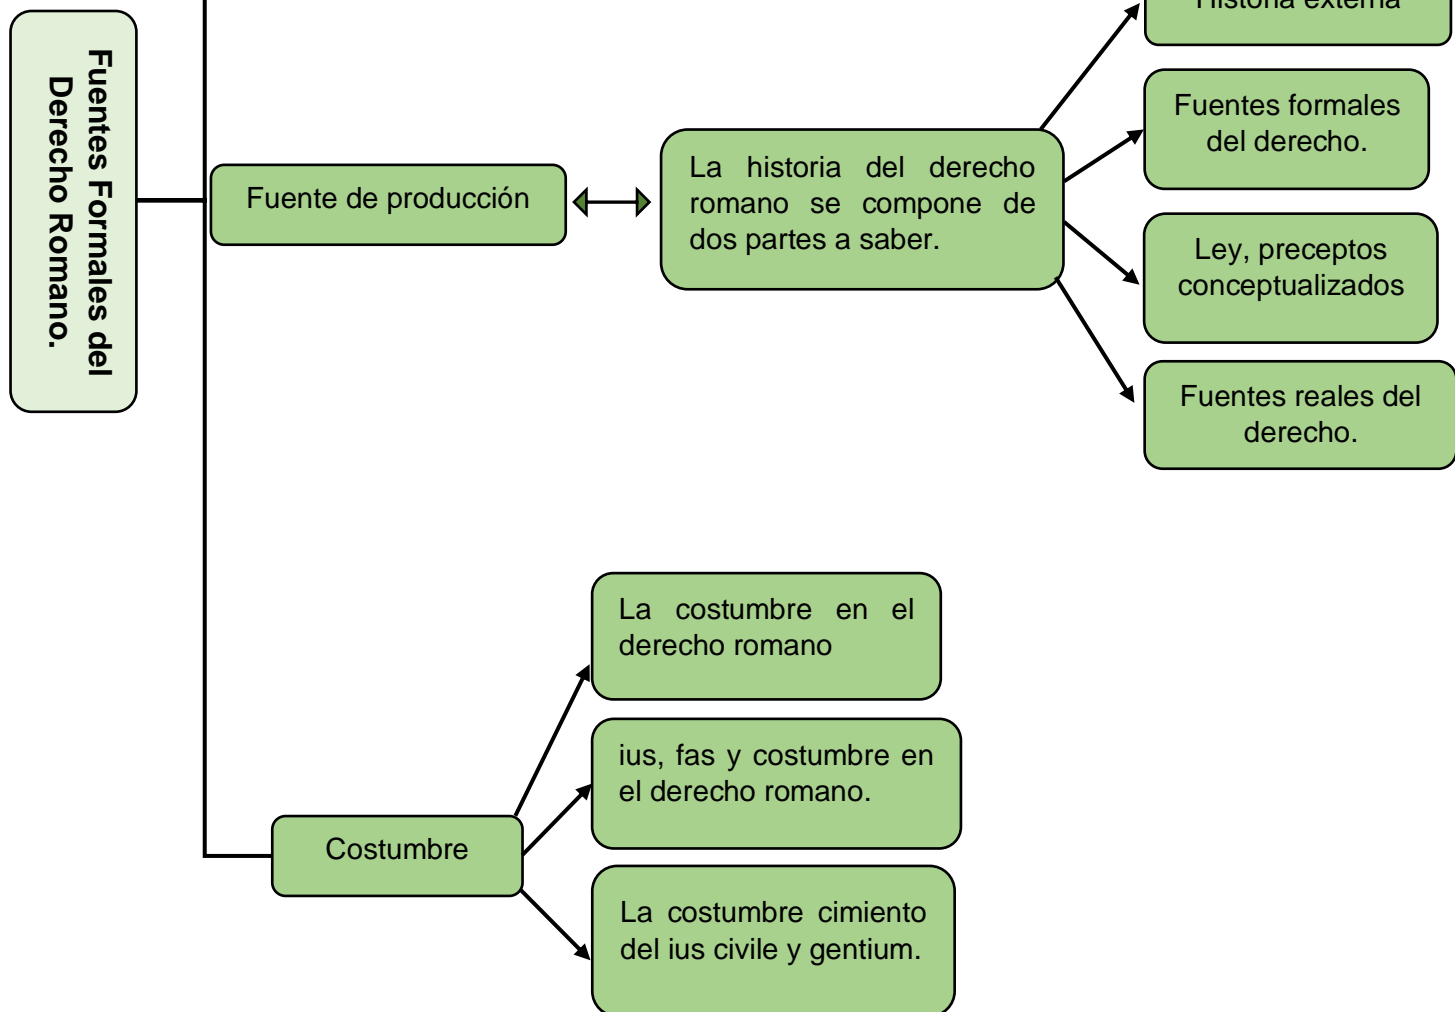 Fuentes Formales del
Derecho Romano.
Fuente de producción
La historia del derecho
romano se compone de
dos partes a saber.
Historia externa
Fuentes formales
del derecho.
Ley, preceptos
conceptualizados
Fuentes reales del
derecho.
Costumbre
La costumbre en el
derecho romano
ius, fas y costumbre en
el derecho romano.
La costumbre cimiento
del ius civile y gentium.